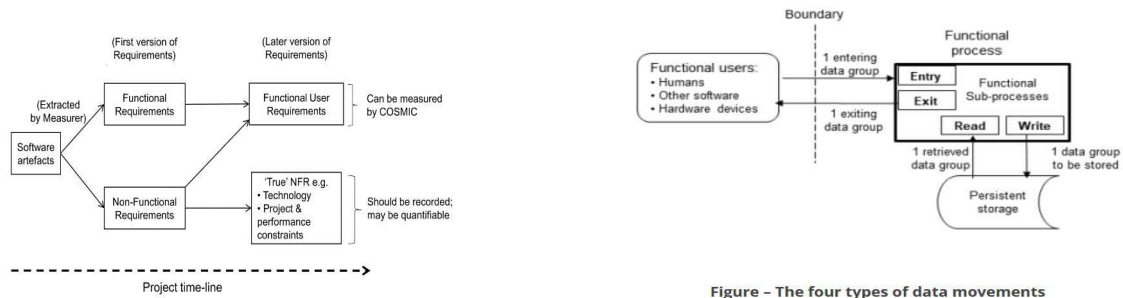 (First version of
Requirements)
(Later version of
Requirements)
(Extracted
by Measurer)
Software
artefacts
Functional
Requirements
Functional User
Requirements
Can be measured
by COSMIC
Non-Functional
Requirements
'True' NFR e.g.
• Technology
• Project &
performance
constraints
Should be recorded;
may be quantifiable
Project time-line
Boundary
Functional
process
Functional users:
• Humans
• Other software
• Hardware devices
1 entering
data group
1 exiting
data group
Entry
Exit
Functional
Sub-processes
Read
Write
1 retrieved
data group
1 data group
to be stored
Persistent
storage
Figure – The four types of data movements